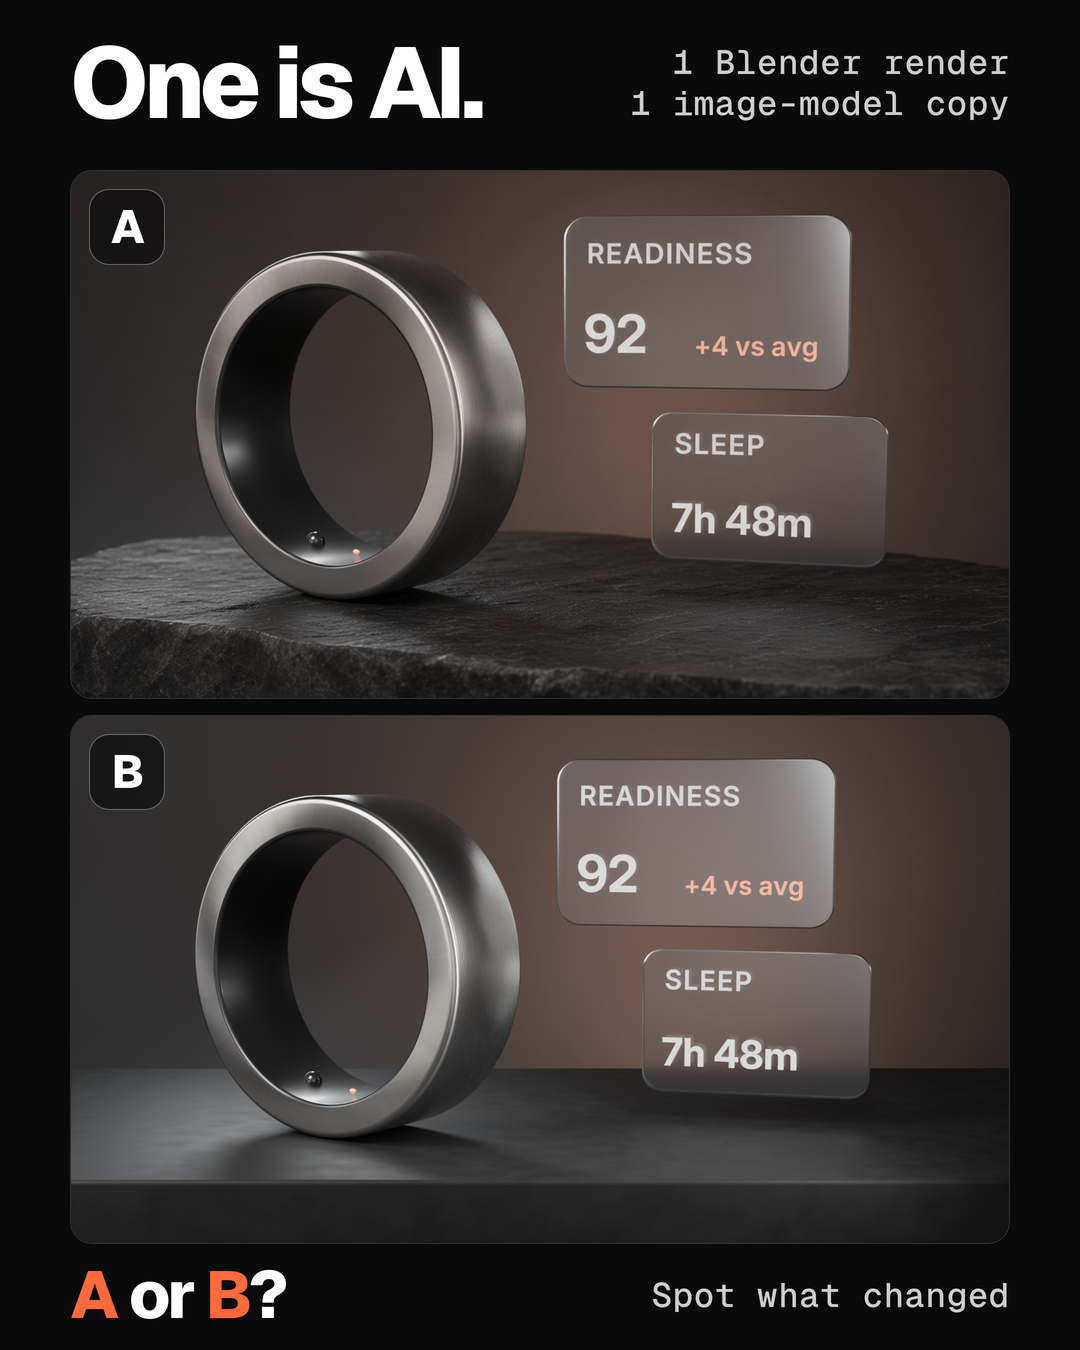 One is AI.
1 Blender render
1 image-model copy
A
READINESS
92
+4 vs avg
SLEEP
7h 48m
B
READINESS
92
+4 vs avg
SLEEP
7h 48m
A or B?
Spot what changed